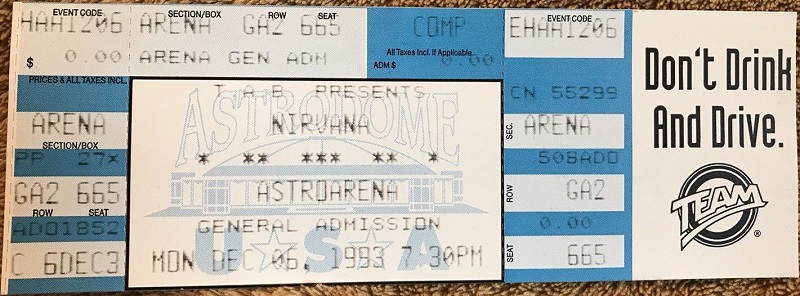 EVENT CODE
HAHA1206
$ 0.00
PRICES & ALL TAXES INCL.
ARENA
SECTION/BOX
PP 27*
GA2 665
ROW SEAT
ADO1852
C 6DEC3
SECTION/BOX ROW SEAT
ARENA GA2 665 COMP
All Taxes Incl. If Applicable
ARENA GEN ADM ADM $ 0.00
TAB PRESENTS
ASTRODOME
NIRVANA
* ** *** ** *
ASTROARENA
GENERAL ADMISSION
U★S★A
MON DEC 06, 1993 7:30PM
EVENT CODE
EHAA1206
CN 55299
SEC. ARENA
508ADO
ROW GA2
0.00
SEAT 665
Don't Drink
And Drive.
TEAM®